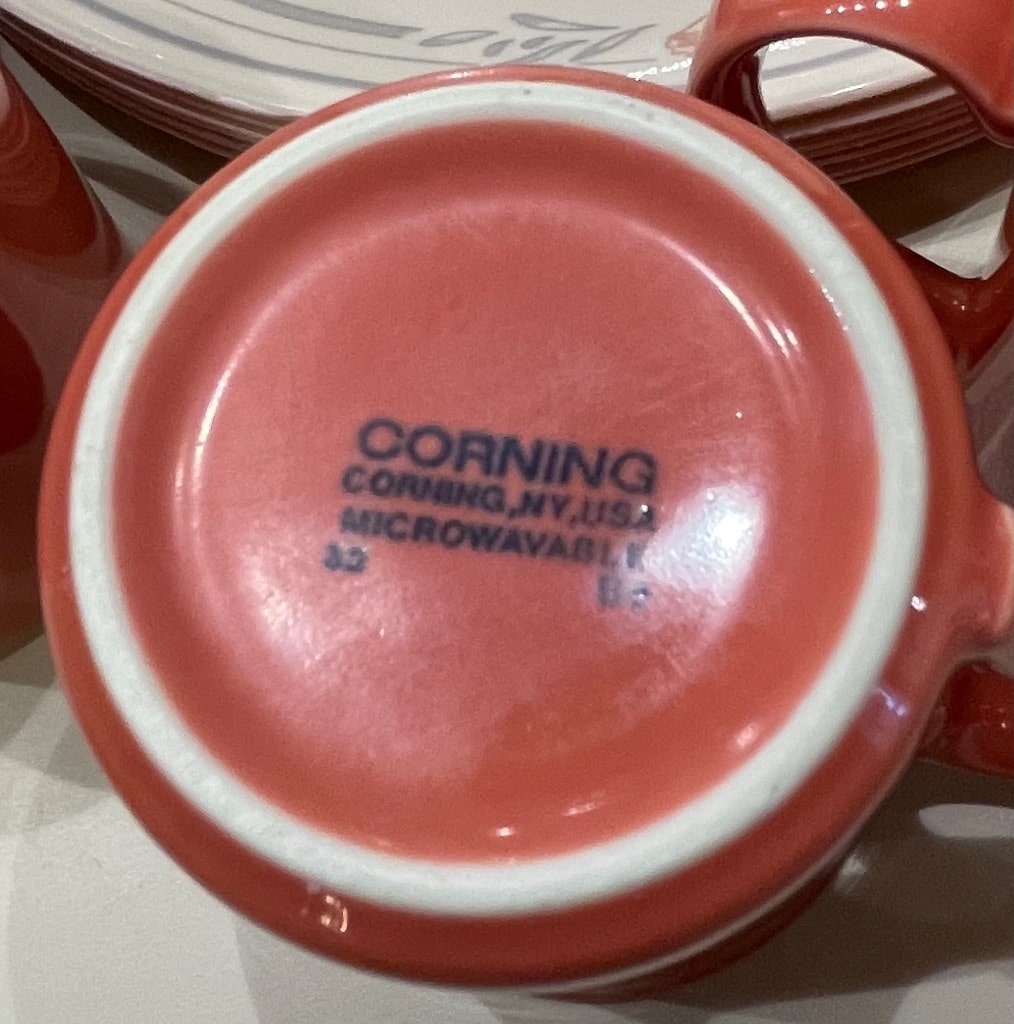 CORNING
CORNING, NY, USA
MICROWAVABLE
32